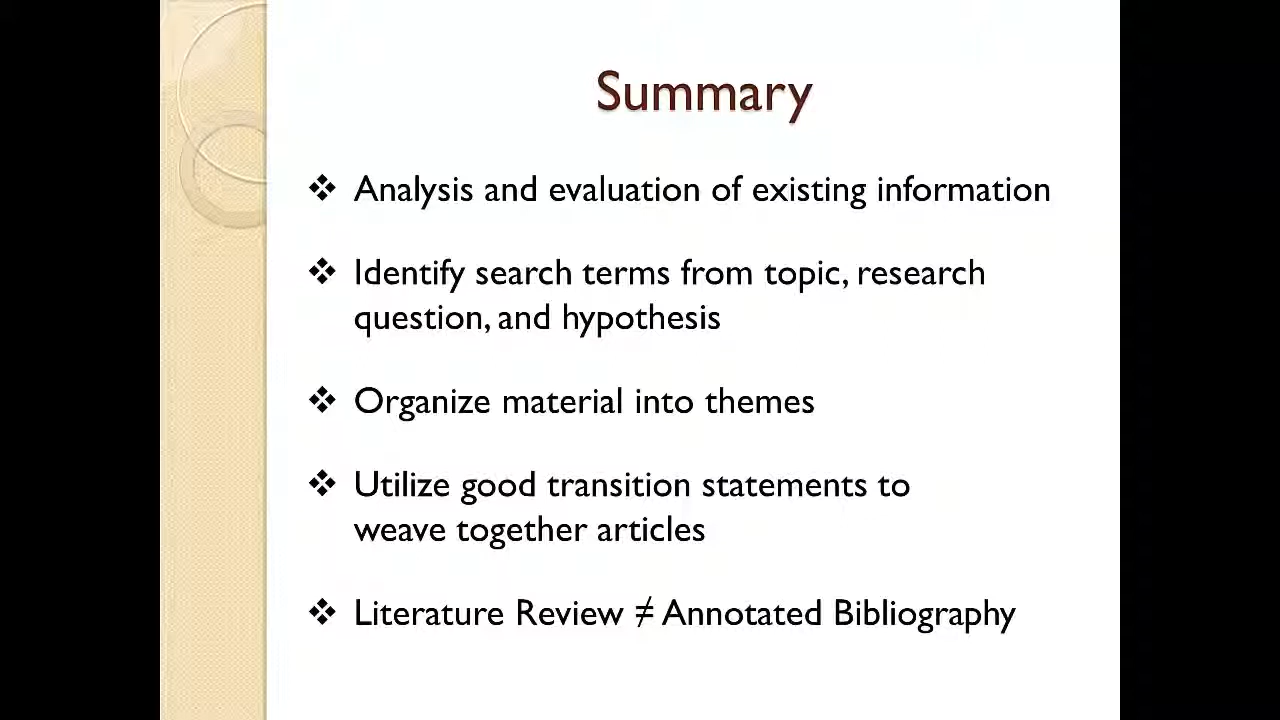 Summary
❖ Analysis and evaluation of existing information
❖ Identify search terms from topic, research
question, and hypothesis
❖ Organize material into themes
❖ Utilize good transition statements to
weave together articles
❖ Literature Review ≠ Annotated Bibliography